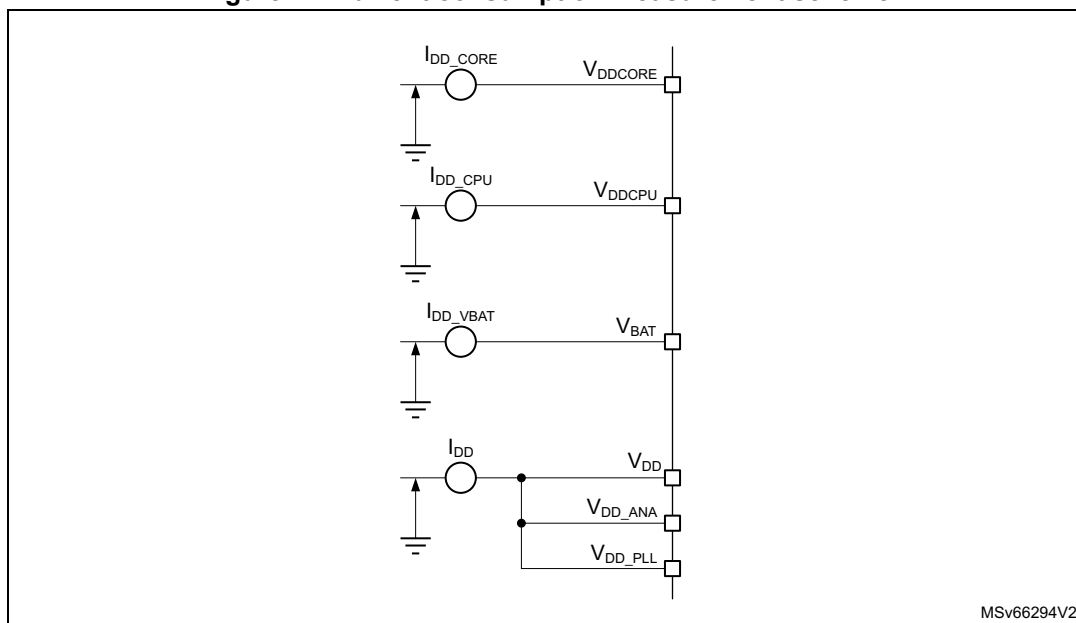 I_DD_CORE
V_DDCORE
I_DD_CPU
V_DDCPU
I_DD_VBAT
V_BAT
I_DD
V_DD
V_DD_ANA
V_DD_PLL
MSv66294V2